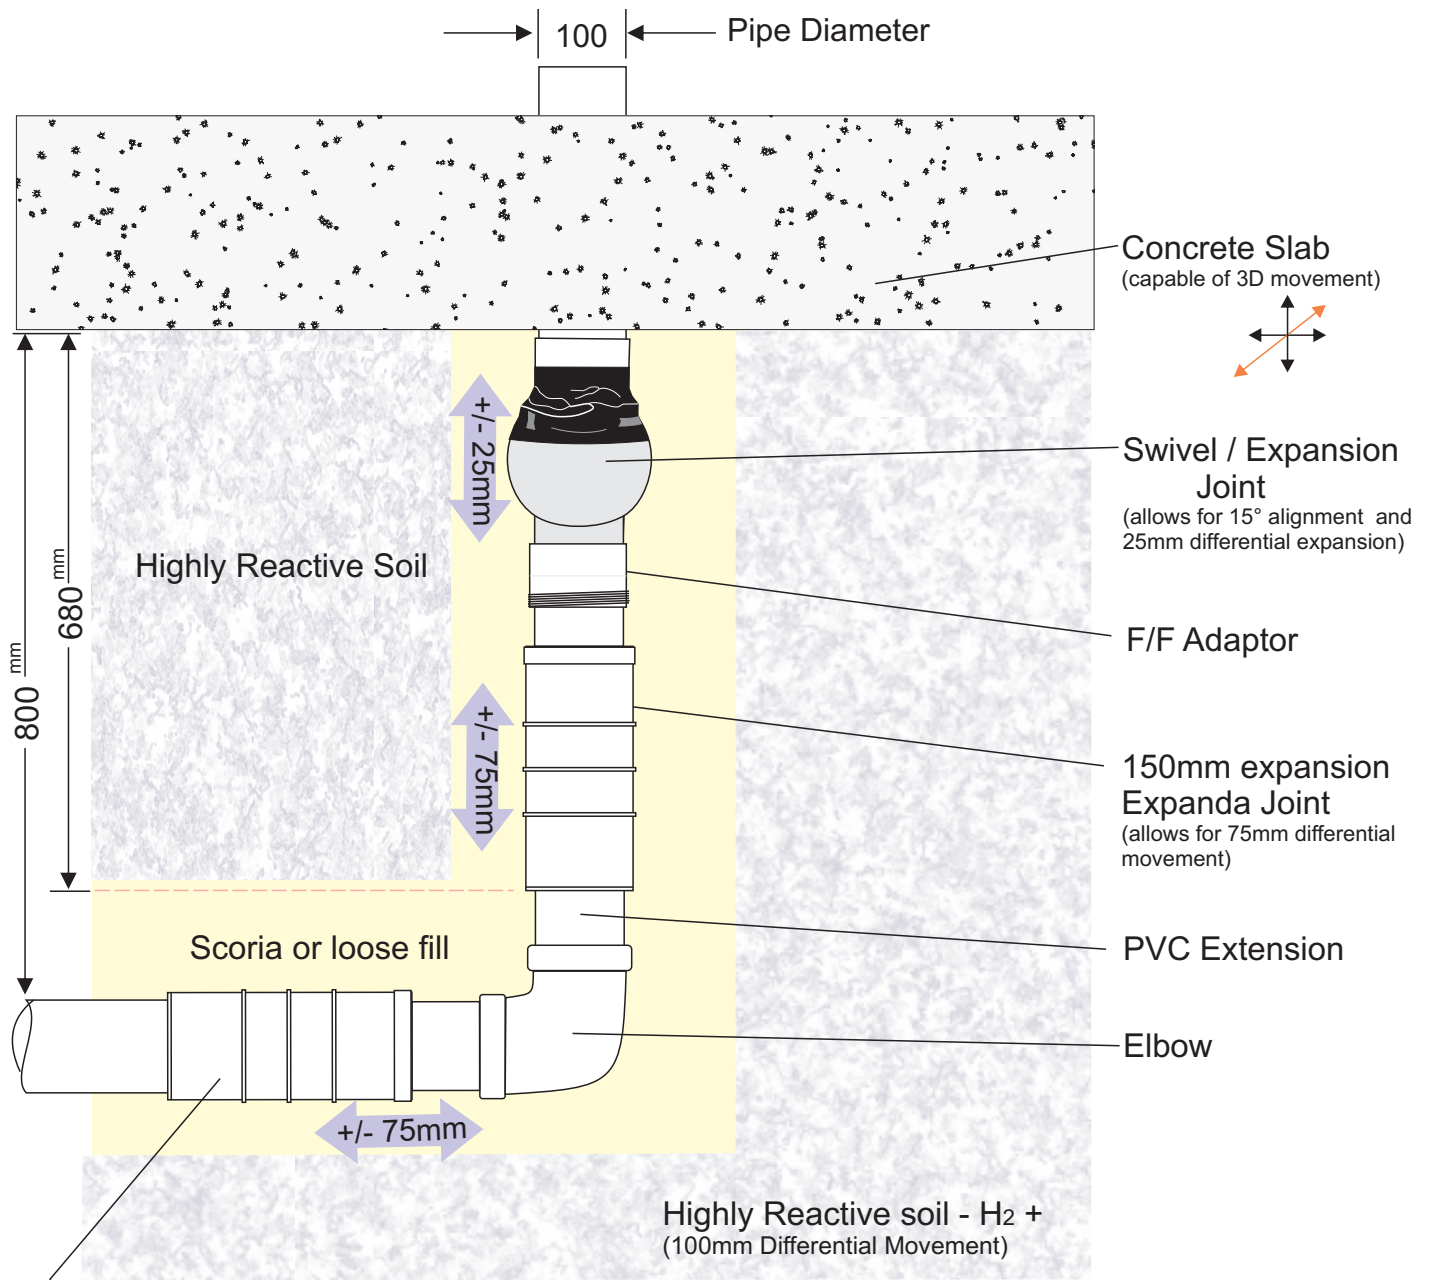 100
Pipe Diameter
Concrete Slab
(capable of 3D movement)
+/- 25mm
Swivel / Expansion
Joint
(allows for 15° alignment and
25mm differential expansion)
Highly Reactive Soil
680 mm
800 mm
F/F Adaptor
+/- 75mm
150mm expansion
Expanda Joint
(allows for 75mm differential
movement)
Scoria or loose fill
PVC Extension
Elbow
+/- 75mm
Highly Reactive soil - H2 +
(100mm Differential Movement)